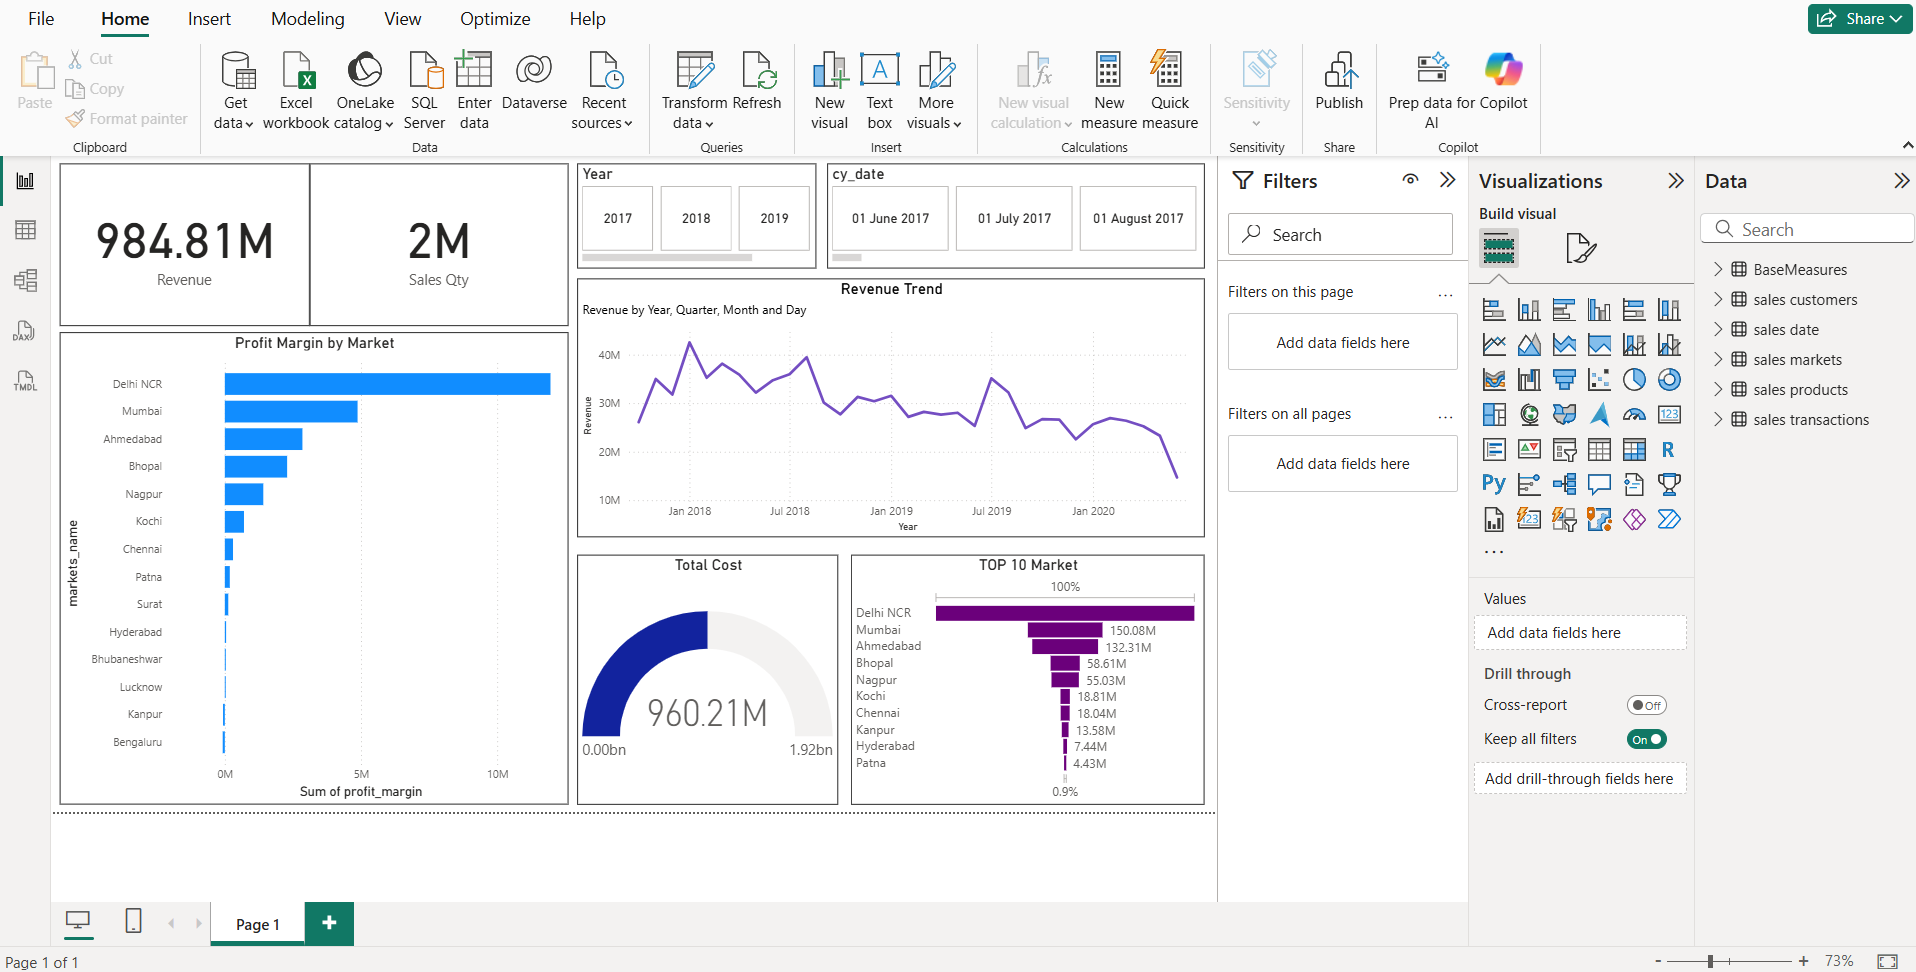 File Home Insert Modeling View Optimize Help
Share
Paste
Cut
Copy
Format painter
Clipboard
Get data
Excel workbook
OneLake catalog
SQL Server
Enter data
Dataverse
Recent sources
Data
Transform data
Refresh
Queries
New visual
A
Text box
More visuals
Insert
New visual calculation
New measure
Quick measure
Calculations
Sensitivity
Sensitivity
Publish
Share
Prep data for AI
Copilot
Copilot
DAX
TMDL
984.81M
Revenue
2M
Sales Qty
Year
2017 2018 2019
cy_date
01 June 2017 01 July 2017 01 August 2017
Profit Margin by Market
markets_name
Delhi NCR
Mumbai
Ahmedabad
Bhopal
Nagpur
Kochi
Chennai
Patna
Surat
Hyderabad
Bhubaneshwar
Lucknow
Kanpur
Bengaluru
0M 5M 10M
Sum of profit_margin
Revenue Trend
Revenue by Year, Quarter, Month and Day
Revenue
40M
30M
20M
10M
Jan 2018 Jul 2018 Jan 2019 Jul 2019 Jan 2020
Year
Total Cost
960.21M
0.00bn 1.92bn
TOP 10 Market
100%
Delhi NCR
Mumbai 150.08M
Ahmedabad 132.31M
Bhopal 58.61M
Nagpur 55.03M
Kochi 18.81M
Chennai 18.04M
Kanpur 13.58M
Hyderabad 7.44M
Patna 4.43M
0.9%
Filters
Search
Filters on this page ...
Add data fields here
Filters on all pages ...
Add data fields here
Visualizations
Build visual
123
R
Py
123
...
Values
Add data fields here
Drill through
Cross-report Off
Keep all filters On
Add drill-through fields here
Data
Search
BaseMeasures
sales customers
sales date
sales markets
sales products
sales transactions
Page 1 +
Page 1 of 1
- + 73%